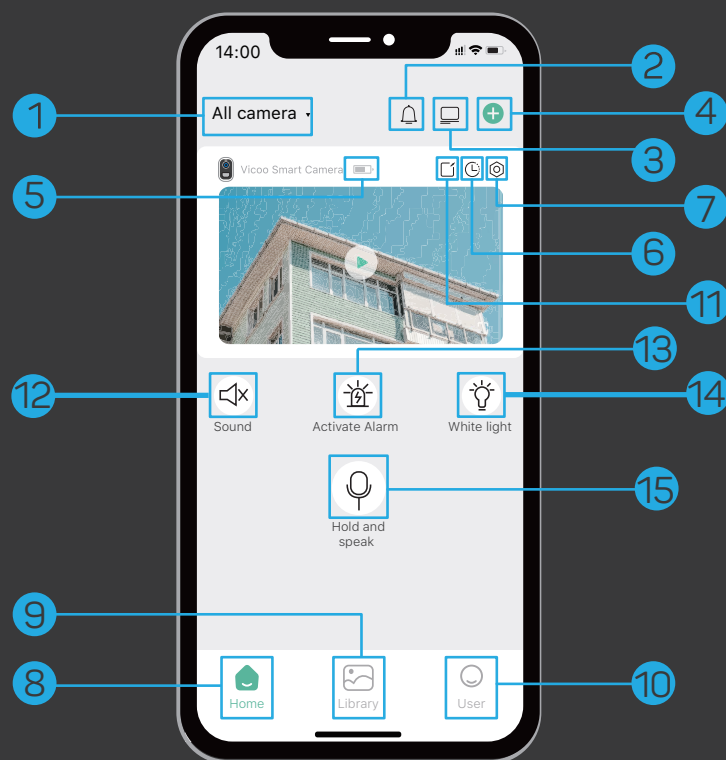 14:00
2
1
All camera
4
3
5
Vicoo Smart Camera
7
6
11
13
12
14
Sound
Activate Alarm
White light
15
Hold and
speak
9
8
10
Home
Library
User